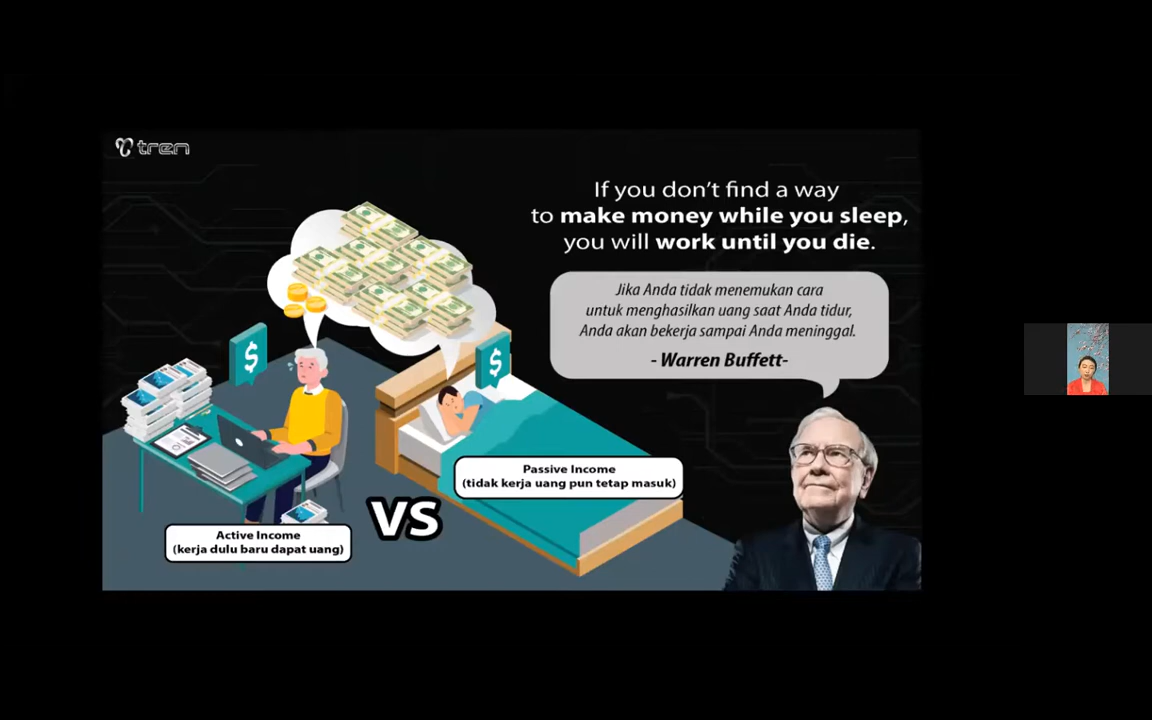 tren
If you don't find a way
to make money while you sleep,
you will work until you die.
Jika Anda tidak menemukan cara
untuk menghasilkan uang saat Anda tidur,
Anda akan bekerja sampai Anda meninggal.
- Warren Buffett-
$
$
Passive Income
(tidak kerja uang pun tetap masuk)
VS
Active Income
(kerja dulu baru dapat uang)